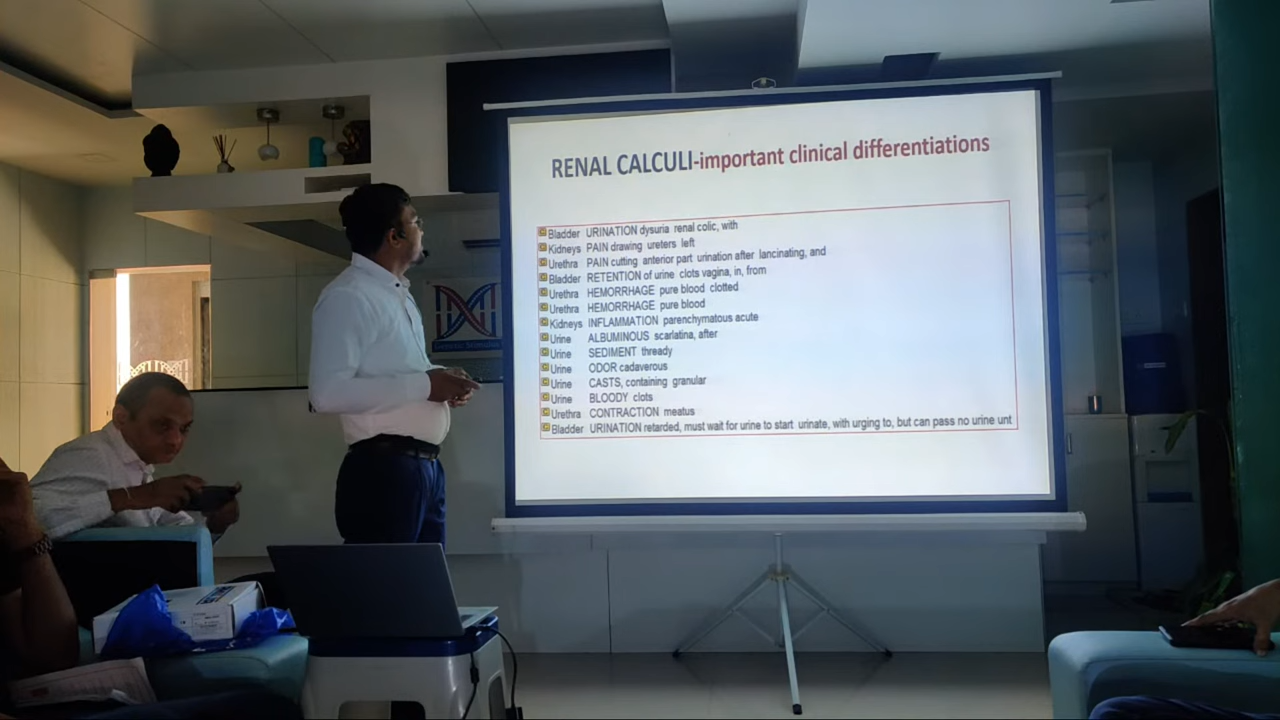 RENAL CALCULI-important clinical differentiations
Bladder URINATION dysuria renal colic, with
Kidneys PAIN drawing ureters left
Urethra PAIN cutting anterior part urination after lancinating, and
Bladder RETENTION of urine clots vagina, in, from
Urethra HEMORRHAGE pure blood clotted
Urethra HEMORRHAGE pure blood
Kidneys INFLAMMATION parenchymatous acute
Urine ALBUMINOUS scarlatina, after
Urine SEDIMENT thready
Urine ODOR cadaverous
Urine CASTS, containing granular
Urine BLOODY clots
Urethra CONTRACTION meatus
Bladder URINATION retarded, must wait for urine to start urinate, with urging to, but can pass no urine unt